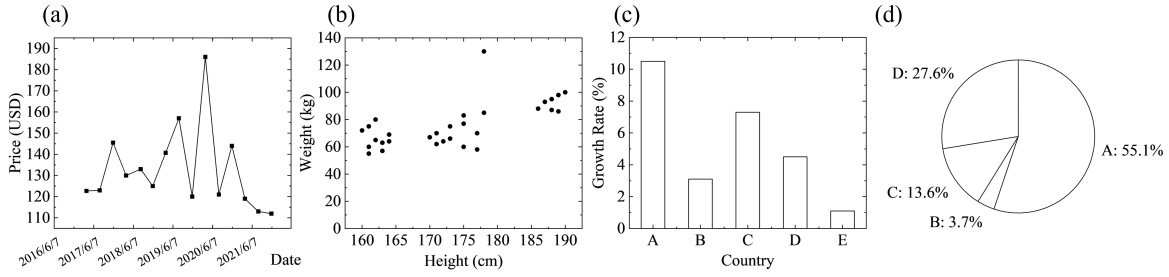 (a)
Price (USD)
190
180
170
160
150
140
130
120
110
2016/6/7
2017/6/7
2018/6/7
2019/6/7
2020/6/7
2021/6/7
Date
(b)
Weight (kg)
140
120
100
80
60
40
20
0
160 165 170 175 180 185 190
Height (cm)
(c)
Growth Rate (%)
12
10
8
6
4
2
0
A B C D E
Country
(d)
D: 27.6%
A: 55.1%
C: 13.6%
B: 3.7%